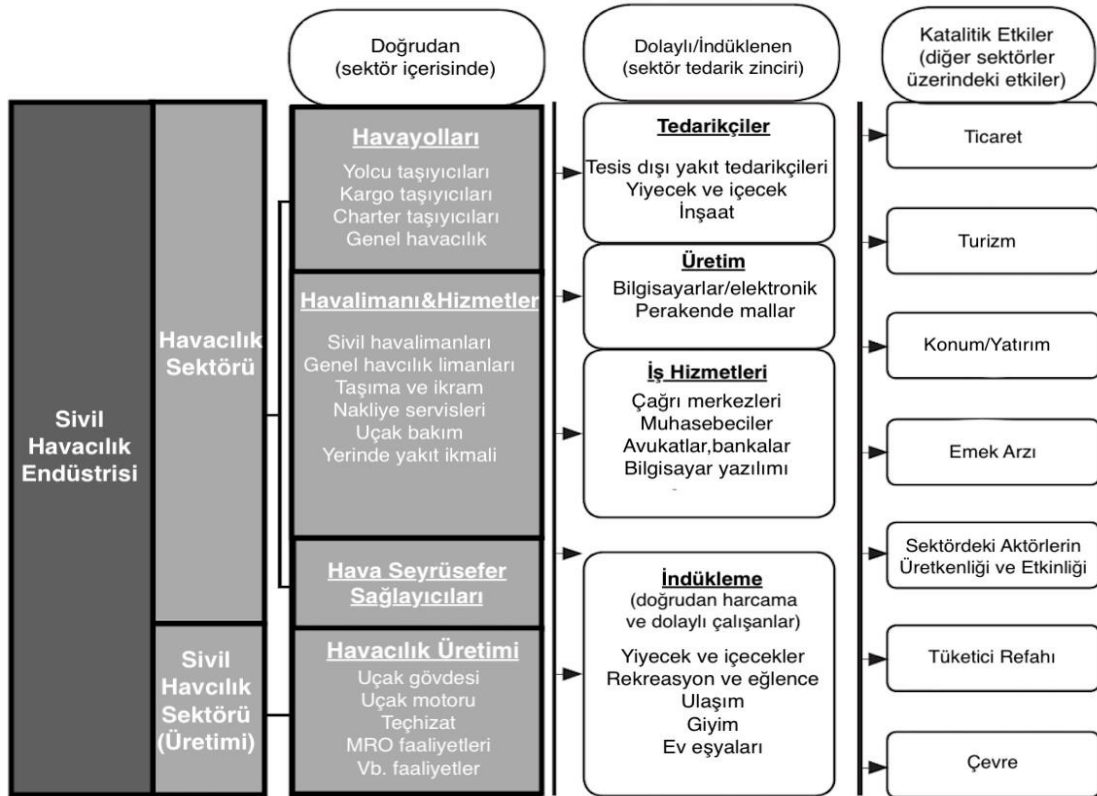 Doğrudan
(sektör içerisinde)
Dolaylı/İndüklenen
(sektör tedarik zinciri)
Katalitik Etkiler
(diğer sektörler
üzerindeki etkiler)
Sivil
Havacılık
Endüstrisi
Havacılık
Sektörü
Sivil
Havcılık
Sektörü
(Üretimi)
Havayolları
Yolcu taşıyıcıları
Kargo taşıyıcıları
Charter taşıyıcıları
Genel havacılık
Havalimanı&Hizmetler
Sivil havalimanları
Genel havcılık limanları
Taşıma ve ikram
Nakliye servisleri
Uçak bakım
Yerinde yakıt ikmali
Hava Seyrüsefer
Sağlayıcıları
Havacılık Üretimi
Uçak gövdesi
Uçak motoru
Teçhizat
MRO faaliyetleri
Vb. faaliyetler
Tedarikçiler
Tesis dışı yakıt tedarikçileri
Yiyecek ve içecek
İnşaat
Üretim
Bilgisayarlar/elektronik
Perakende mallar
İş Hizmetleri
Çağrı merkezleri
Muhasebeciler
Avukatlar,bankalar
Bilgisayar yazılımı
İndükleme
(doğrudan harcama
ve dolaylı çalışanlar)
Yiyecek ve içecekler
Rekreasyon ve eğlence
Ulaşım
Giyim
Ev eşyaları
Ticaret
Turizm
Konum/Yatırım
Emek Arzı
Sektördeki Aktörlerin
Üretkenliği ve Etkinliği
Tüketici Refahı
Çevre